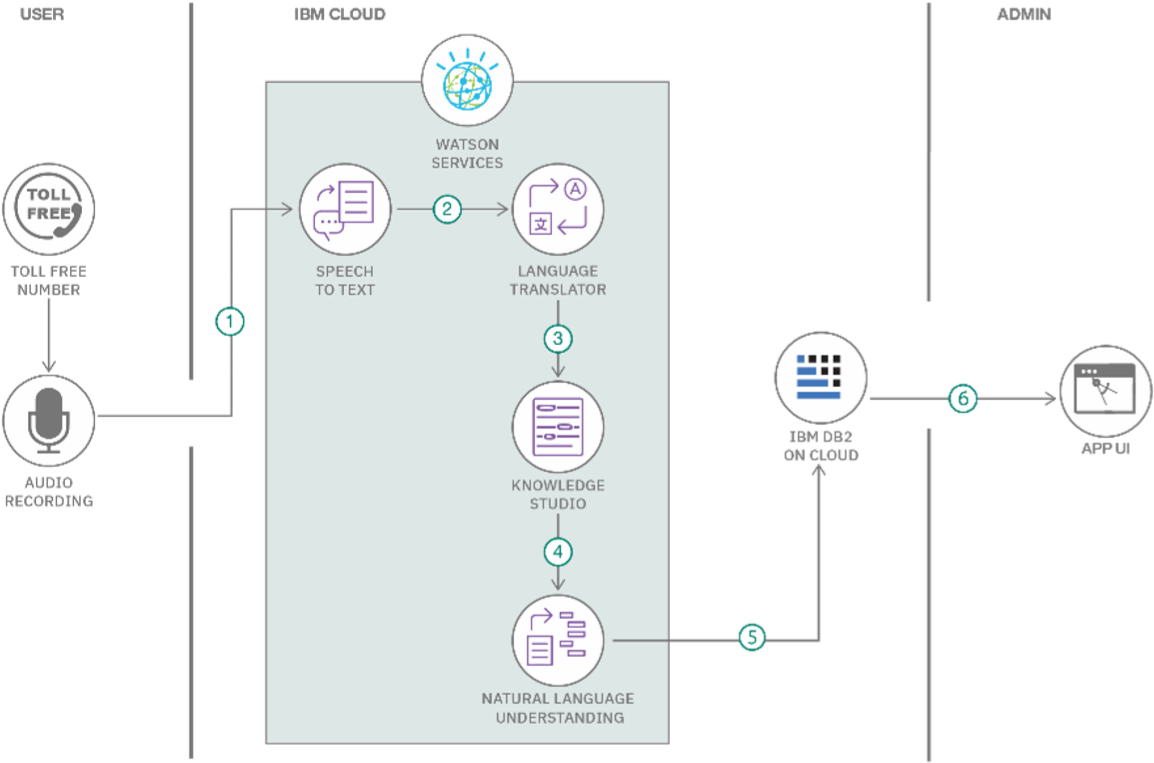 USER
IBM CLOUD
ADMIN
WATSON
SERVICES
TOLL
FREE
TOLL FREE
NUMBER
A
文
SPEECH
TO TEXT
2
LANGUAGE
TRANSLATOR
1
3
AUDIO
RECORDING
KNOWLEDGE
STUDIO
4
NATURAL LANGUAGE
UNDERSTANDING
5
IBM DB2
ON CLOUD
6
APP UI